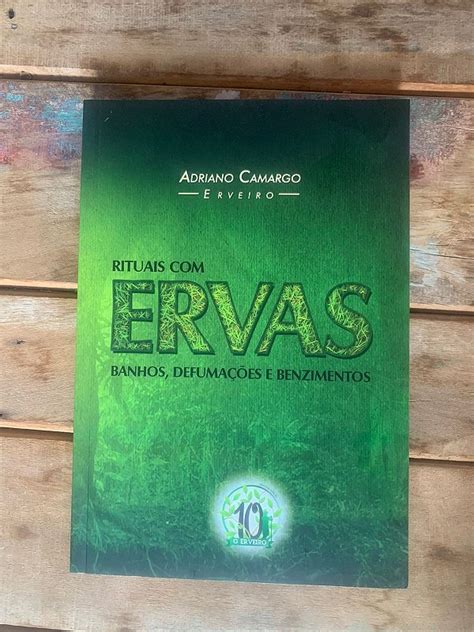 ADRIANO CAMARGO
ERVEIRO
RITUAIS COM
ERVAS
BANHOS, DEFUMAÇÕES E BENZIMENTOS
10
O ERVEIRO